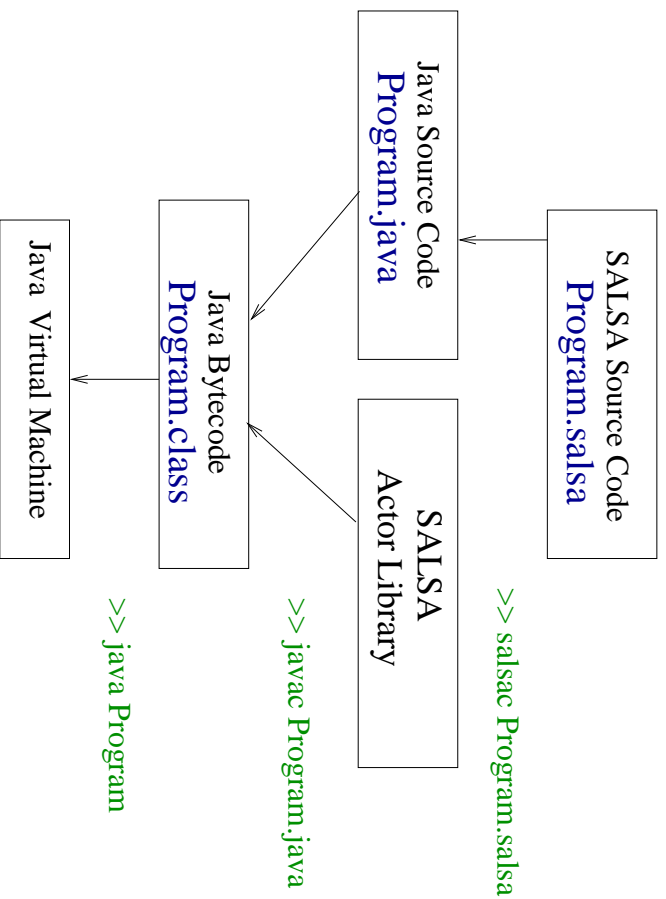 SALSA Source Code
Program.salsa
>> salsac Program.salsa
Java Source Code
Program.java
SALSA
Actor Library
>> javac Program.java
Java Bytecode
Program.class
>> java Program
Java Virtual Machine